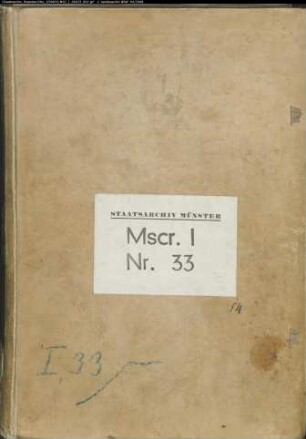 STAATSARCHIV MÜNSTER
Mscr. I
Nr. 33
I, 33